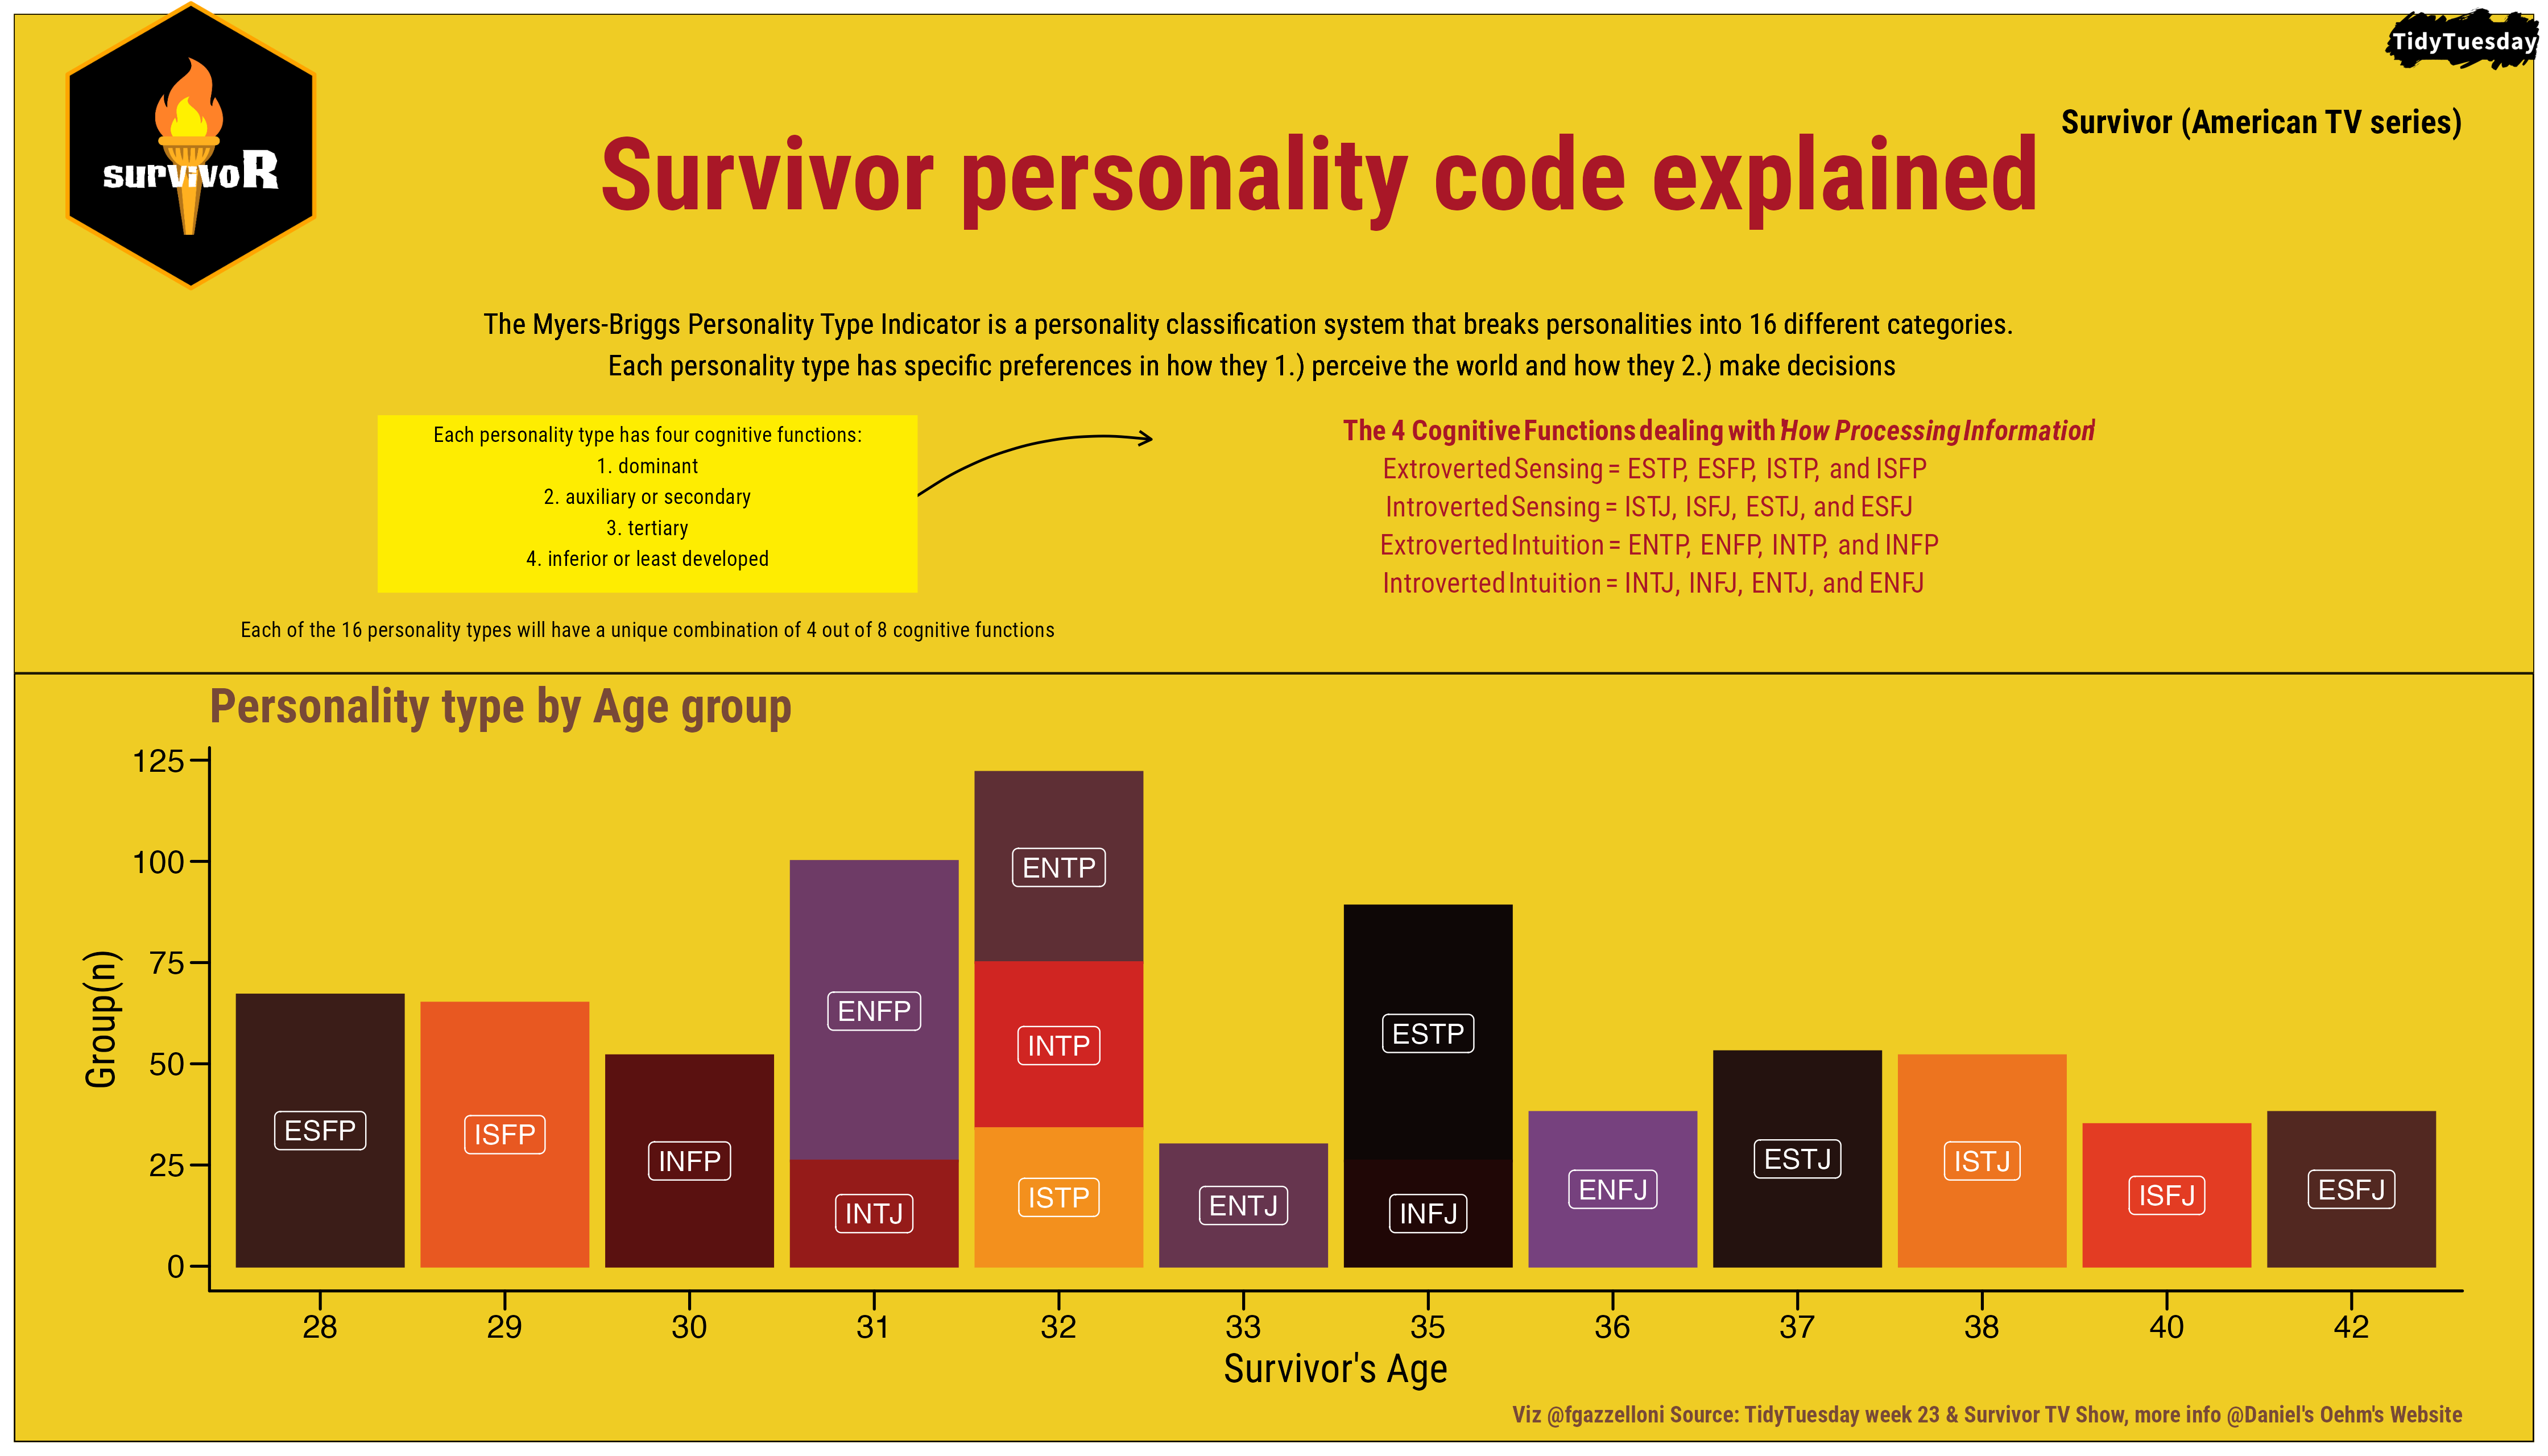 TidyTuesday
survivoR
Survivor (American TV series)
Survivor personality code explained
The Myers-Briggs Personality Type Indicator is a personality classification system that breaks personalities into 16 different categories.
Each personality type has specific preferences in how they 1.) perceive the world and how they 2.) make decisions
Each personality type has four cognitive functions:
1. dominant
2. auxiliary or secondary
3. tertiary
4. inferior or least developed
Each of the 16 personality types will have a unique combination of 4 out of 8 cognitive functions
The 4 Cognitive Functions dealing with 'How Processing Information'
Extroverted Sensing = ESTP, ESFP, ISTP, and ISFP
Introverted Sensing = ISTJ, ISFJ, ESTJ, and ESFJ
Extroverted Intuition = ENTP, ENFP, INTP, and INFP
Introverted Intuition = INTJ, INFJ, ENTJ, and ENFJ
Personality type by Age group
Group(n)
125
100
75
50
25
0
ESFP
ISFP
INFP
ENFP
INTJ
ENTP
INTP
ISTP
ENTJ
ESTP
INFJ
ENFJ
ESTJ
ISTJ
ISFJ
ESFJ
28 29 30 31 32 33 35 36 37 38 40 42
Survivor's Age
Viz @fgazzelloni Source: TidyTuesday week 23 & Survivor TV Show, more info @Daniel's Oehm's Website